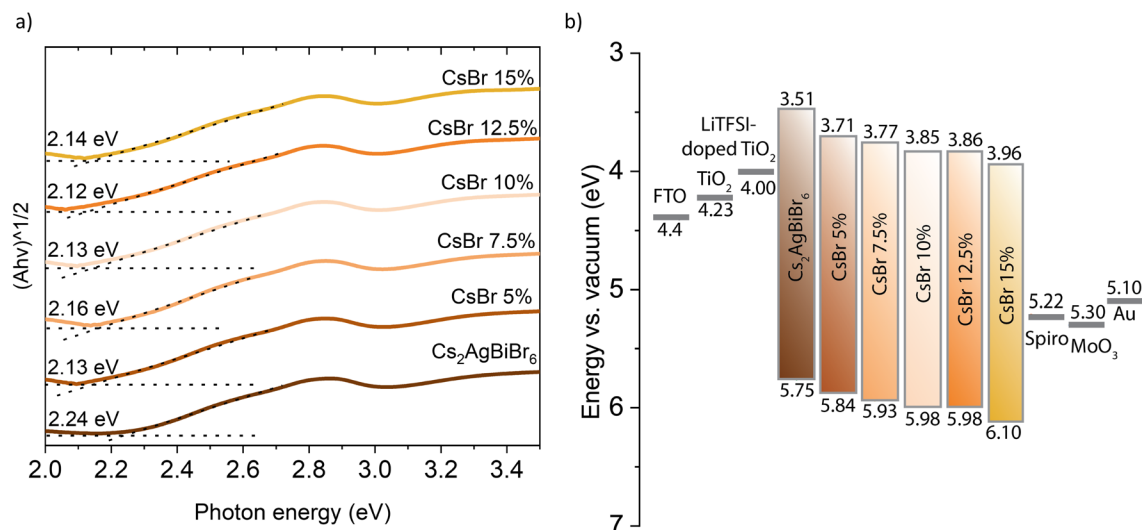 a)
(Ahv)^1/2
CsBr 15%
2.14 eV
CsBr 12.5%
2.12 eV
CsBr 10%
2.13 eV
CsBr 7.5%
2.16 eV
CsBr 5%
2.13 eV
Cs₂AgBiBr₆
2.24 eV
2.0 2.2 2.4 2.6 2.8 3.0 3.2 3.4
Photon energy (eV)
b)
Energy vs. vacuum (eV)
3
4
5
6
7
FTO
4.4
TiO₂
4.23
LiTFSI-
doped TiO₂
4.00
3.51
Cs₂AgBiBr₆
5.75
3.71
CsBr 5%
5.84
3.77
CsBr 7.5%
5.93
3.85
CsBr 10%
5.98
3.86
CsBr 12.5%
5.98
3.96
CsBr 15%
6.10
5.22
Spiro
5.30
MoO₃
5.10
Au